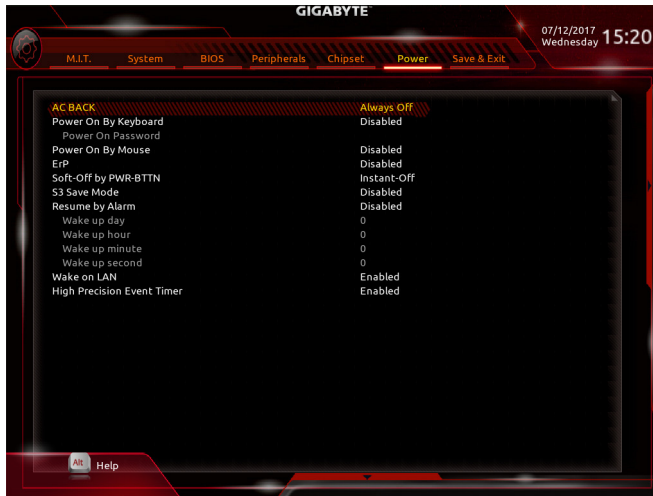 GIGABYTE
07/12/2017
Wednesday 15:20
M.I.T. System BIOS Peripherals Chipset Power Save & Exit
AC BACK Always Off
Power On By Keyboard Disabled
Power On Password
Power On By Mouse Disabled
ErP Disabled
Soft-Off by PWR-BTTN Instant-Off
S3 Save Mode Disabled
Resume by Alarm Disabled
Wake up day 0
Wake up hour 0
Wake up minute 0
Wake up second 0
Wake on LAN Enabled
High Precision Event Timer Enabled
Alt Help